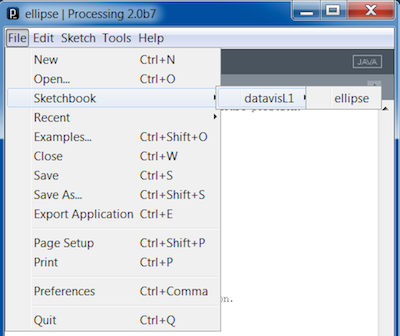 ellipse | Processing 2.0b7
File Edit Sketch Tools Help
JAVA
New Ctrl+N
Open... Ctrl+O
Sketchbook datavisL1 ellipse
Recent
Examples... Ctrl+Shift+O
Close Ctrl+W
Save Ctrl+S
Save As... Ctrl+Shift+S
Export Application Ctrl+E
Page Setup Ctrl+Shift+P
Print Ctrl+P
Preferences Ctrl+Comma
on.
Quit Ctrl+Q